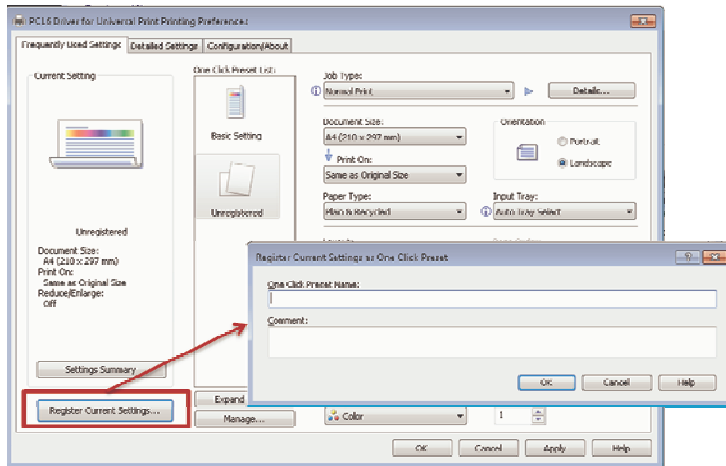 PCL6 Driver for Universal Print Printing Preferences
Frequently Used Settings
Detailed Settings
Configuration/About
Current Setting
Unregistered
Document Size:
A4 (210 x 297 mm)
Print On:
Same as Original Size
Reduce/Enlarge:
Off
Settings Summary
Register Current Settings...
One Click Preset List:
Basic Setting
Unregistered
Expand
Manage...
Job Type:
Normal Print
Details...
Document Size:
A4 (210 x 297 mm)
Print On:
Same as Original Size
Orientation
Portrait
Landscape
Paper Type:
Plain & Recycled
Input Tray:
Auto Tray Select
Color
1
Register Current Settings as One Click Preset
One Click Preset Name:
Comment:
OK
Cancel
Help
OK
Cancel
Apply
Help